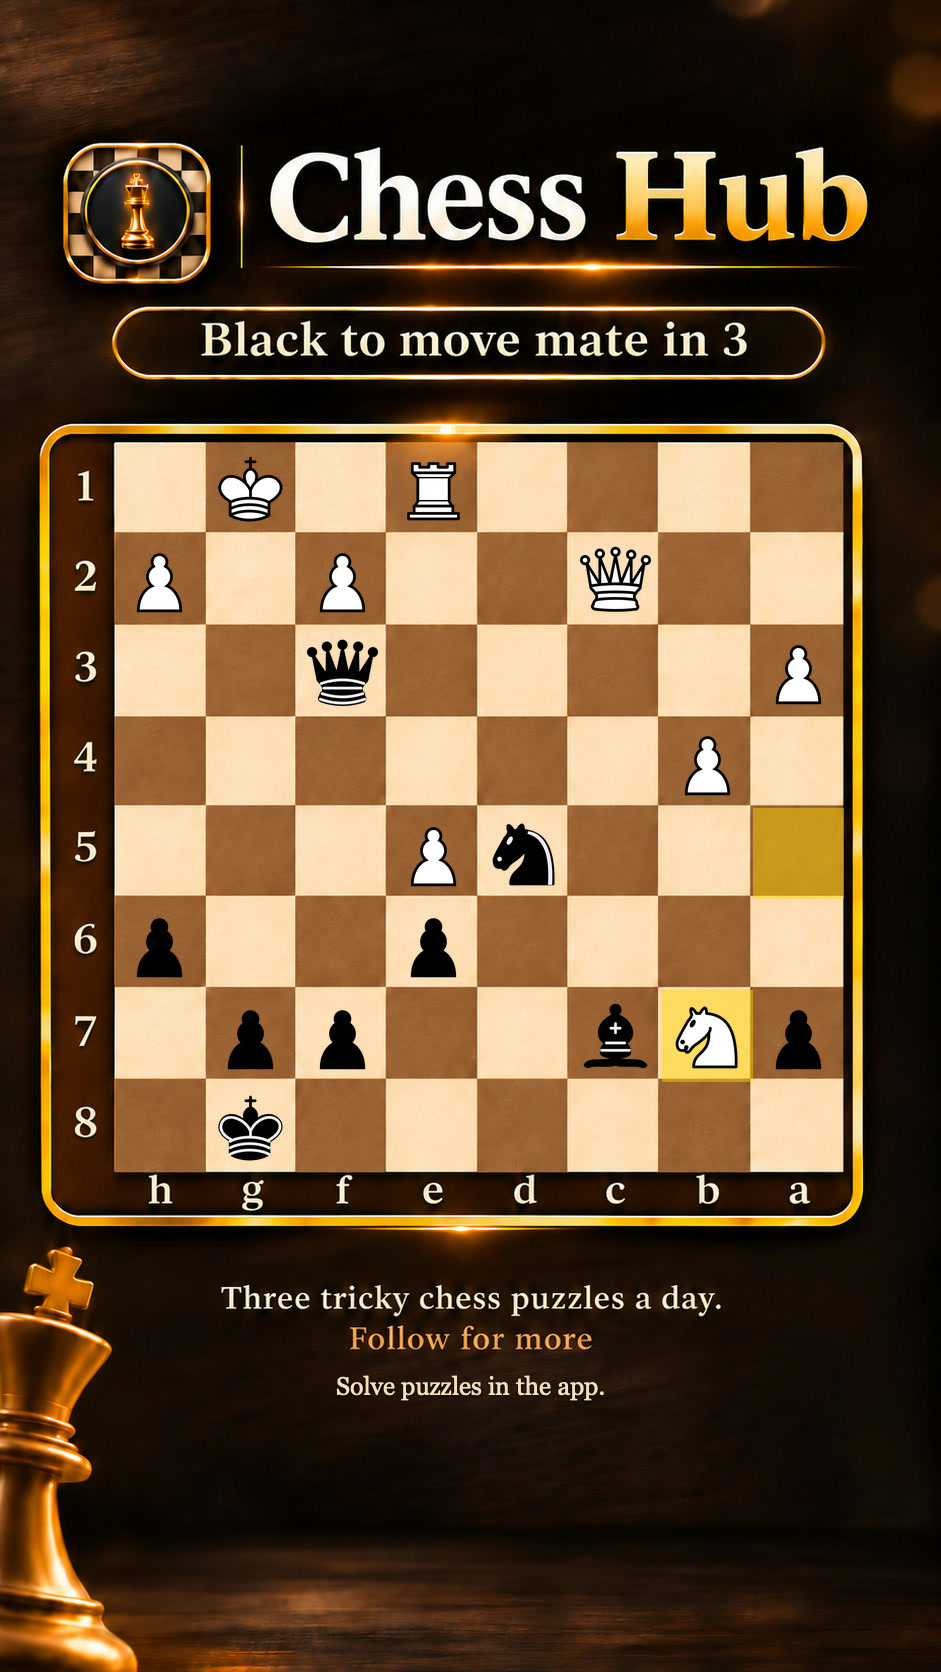 Chess Hub
Black to move mate in 3
1
2
3
4
5
6
7
8
h g f e d c b a
Three tricky chess puzzles a day.
Follow for more
Solve puzzles in the app.